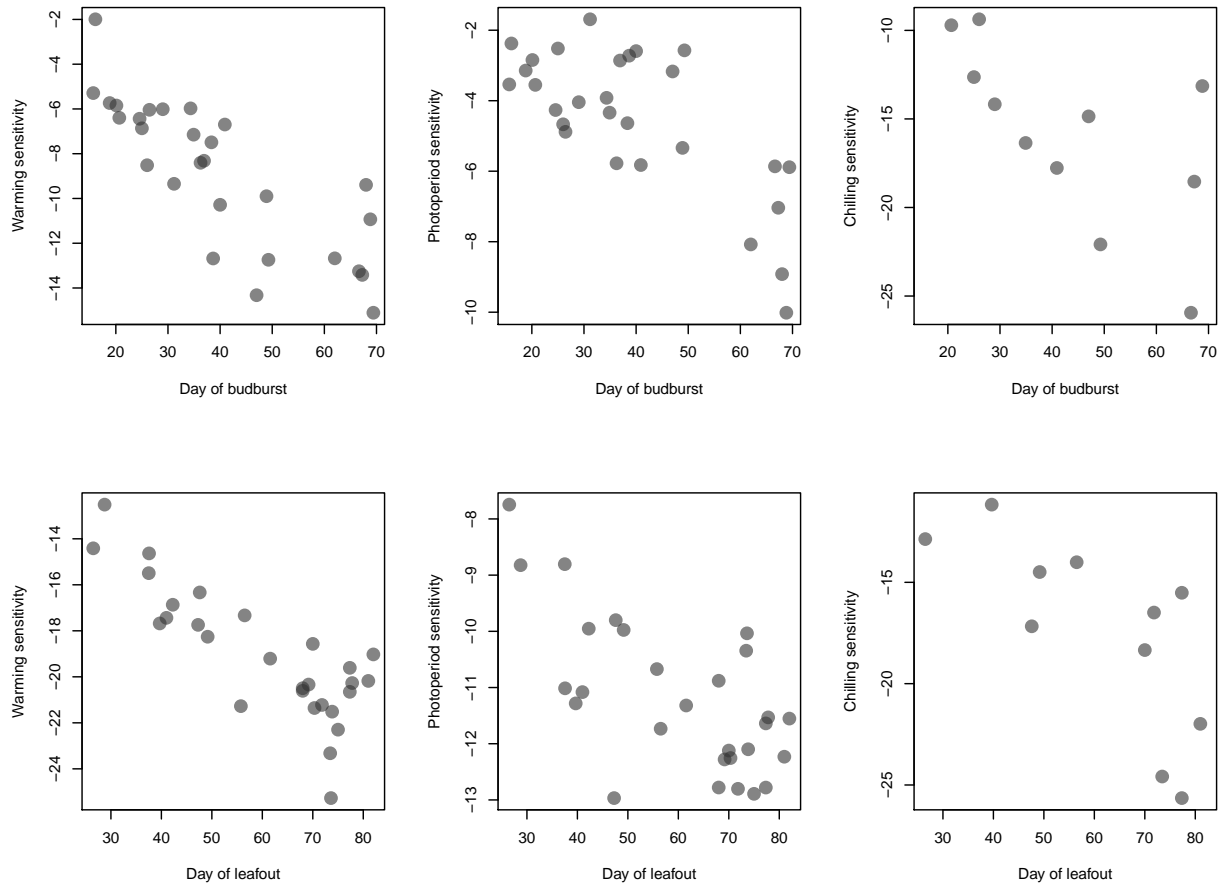 −2
−4
−6
−8
−10
−12
−14
Warming sensitivity
20 30 40 50 60 70
Day of budburst
−2
−4
−6
−8
−10
Photoperiod sensitivity
20 30 40 50 60 70
Day of budburst
−10
−15
−20
−25
Chilling sensitivity
20 30 40 50 60 70
Day of budburst
−14
−16
−18
−20
−22
−24
Warming sensitivity
30 40 50 60 70 80
Day of leafout
−8
−9
−10
−11
−12
−13
Photoperiod sensitivity
30 40 50 60 70 80
Day of leafout
−15
−20
−25
Chilling sensitivity
30 40 50 60 70 80
Day of leafout